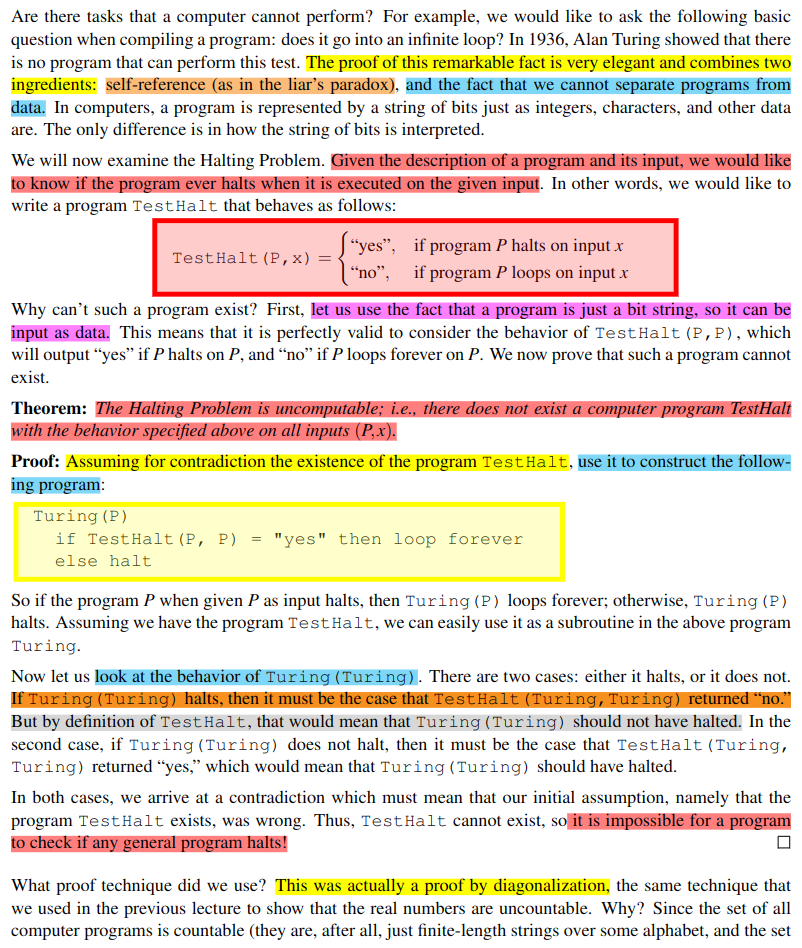 Are there tasks that a computer cannot perform? For example, we would like to ask the following basic
question when compiling a program: does it go into an infinite loop? In 1936, Alan Turing showed that there
is no program that can perform this test. The proof of this remarkable fact is very elegant and combines two
ingredients: self-reference (as in the liar's paradox), and the fact that we cannot separate programs from
data. In computers, a program is represented by a string of bits just as integers, characters, and other data
are. The only difference is in how the string of bits is interpreted.
We will now examine the Halting Problem. Given the description of a program and its input, we would like
to know if the program ever halts when it is executed on the given input. In other words, we would like to
write a program TestHalt that behaves as follows:
TestHalt(P,x) = { "yes", if program P halts on input x
"no", if program P loops on input x
Why can't such a program exist? First, let us use the fact that a program is just a bit string, so it can be
input as data. This means that it is perfectly valid to consider the behavior of TestHalt(P,P), which
will output "yes" if P halts on P, and "no" if P loops forever on P. We now prove that such a program cannot
exist.
Theorem: The Halting Problem is uncomputable; i.e., there does not exist a computer program TestHalt
with the behavior specified above on all inputs (P,x).
Proof: Assuming for contradiction the existence of the program TestHalt, use it to construct the follow-
ing program:
Turing(P)
if TestHalt(P, P) = "yes" then loop forever
else halt
So if the program P when given P as input halts, then Turing(P) loops forever; otherwise, Turing(P)
halts. Assuming we have the program TestHalt, we can easily use it as a subroutine in the above program
Turing.
Now let us look at the behavior of Turing(Turing). There are two cases: either it halts, or it does not.
If Turing(Turing) halts, then it must be the case that TestHalt(Turing,Turing) returned "no."
But by definition of TestHalt, that would mean that Turing(Turing) should not have halted. In the
second case, if Turing(Turing) does not halt, then it must be the case that TestHalt(Turing,
Turing) returned "yes," which would mean that Turing(Turing) should have halted.
In both cases, we arrive at a contradiction which must mean that our initial assumption, namely that the
program TestHalt exists, was wrong. Thus, TestHalt cannot exist, so it is impossible for a program
to check if any general program halts! □
What proof technique did we use? This was actually a proof by diagonalization, the same technique that
we used in the previous lecture to show that the real numbers are uncountable. Why? Since the set of all
computer programs is countable (they are, after all, just finite-length strings over some alphabet, and the set